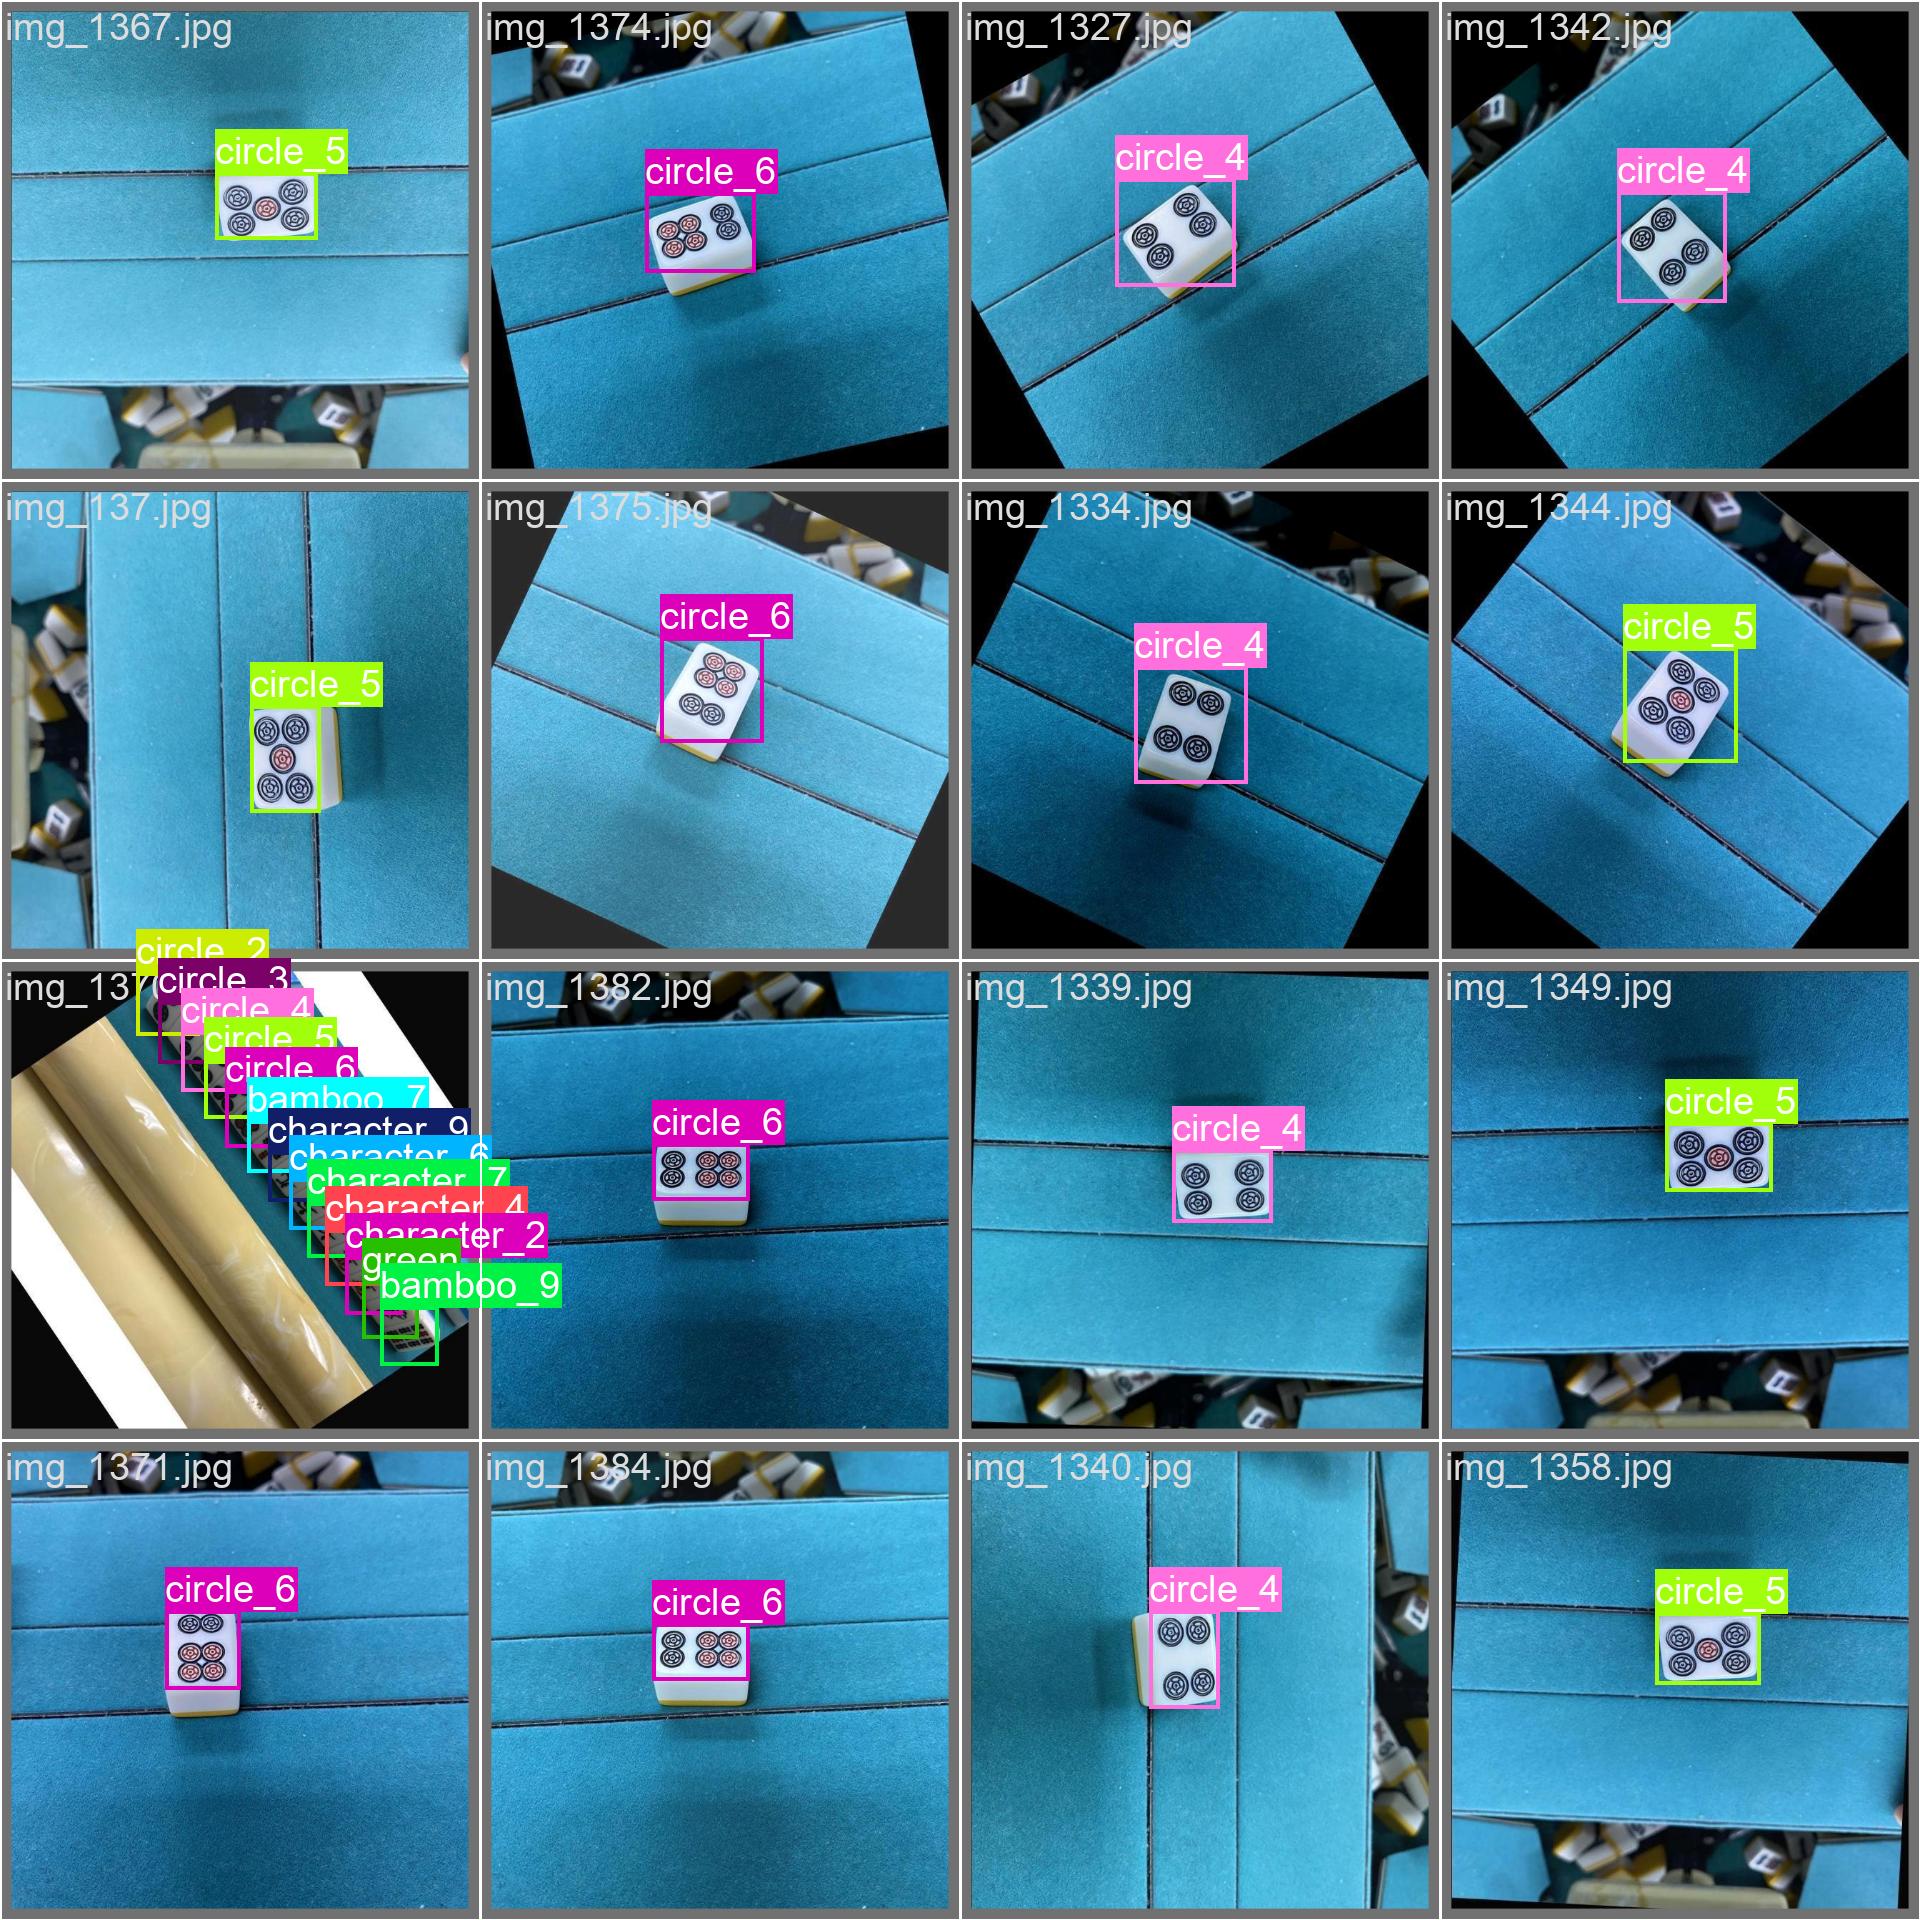 img_1367.jpg
circle_5
img_1374.jpg
circle_6
img_1327.jpg
circle_4
img_1342.jpg
circle_4
img_137.jpg
circle_5
img_1375.jpg
circle_6
img_1334.jpg
circle_4
img_1344.jpg
circle_5
circle_2
circle_3
circle_4
circle_5
circle_6
bamboo_7
character_9
character_6
character_7
character_4
character_2
green
bamboo_9
img_1382.jpg
circle_6
img_1339.jpg
circle_4
img_1349.jpg
circle_5
img_1371.jpg
circle_6
img_1384.jpg
circle_6
img_1340.jpg
circle_4
img_1358.jpg
circle_5